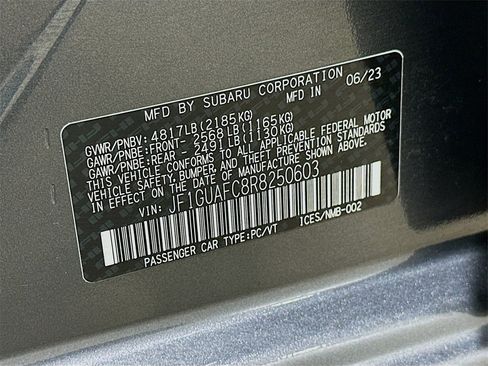 MFD BY SUBARU CORPORATION 06/23
MADE IN JAPAN
GVWR/PNBV: 4817LB(2185KG)
GAWR/PNBE:FRONT- 2568LB(1165KG)
GAWR/PNBE:REAR - 2491LB(1130KG)
THIS VEHICLE CONFORMS TO ALL APPLICABLE FEDERAL MOTOR
VEHICLE SAFETY, BUMPER, AND THEFT PREVENTION STANDARDS
IN EFFECT ON THE DATE OF MANUFACTURE SHOWN ABOVE.
VIN: JF1GUAFC8R8250603
PASSENGER CAR TYPE:PC/VT ICES/NMB-002